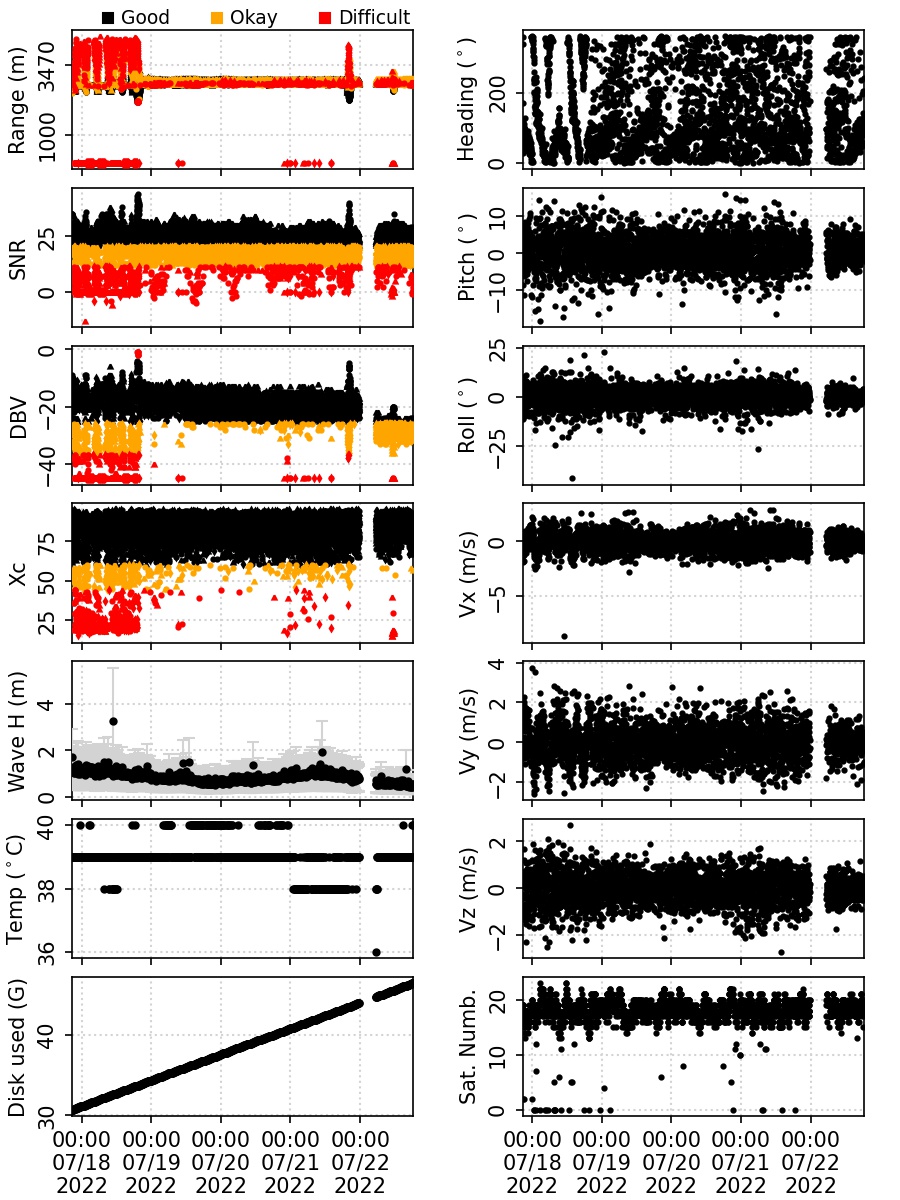 Good Okay Difficult
Range (m)
3470
1000
Heading (°)
200
0
SNR
25
0
Pitch (°)
10
0
−10
DBV
0
−20
−40
Roll (°)
25
0
−25
Xc
75
50
25
Vx (m/s)
0
−5
Wave H (m)
4
2
0
Vy (m/s)
4
2
0
−2
Temp (°C)
40
39
38
36
Vz (m/s)
2
0
−2
Disk used (G)
40
30
Sat. Numb.
20
10
0
00:00 00:00 00:00 00:00 00:00
07/18 07/19 07/20 07/21 07/22
2022 2022 2022 2022 2022
00:00 00:00 00:00 00:00 00:00
07/18 07/19 07/20 07/21 07/22
2022 2022 2022 2022 2022